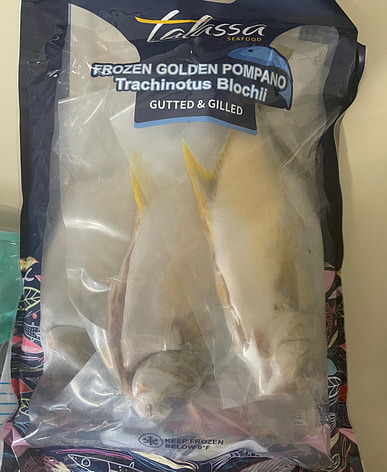 Talassa
SEAFOOD
FROZEN GOLDEN POMPANO
Trachinotus Blochii
GUTTED & GILLED
KEEP FROZEN
BELOW 0°F